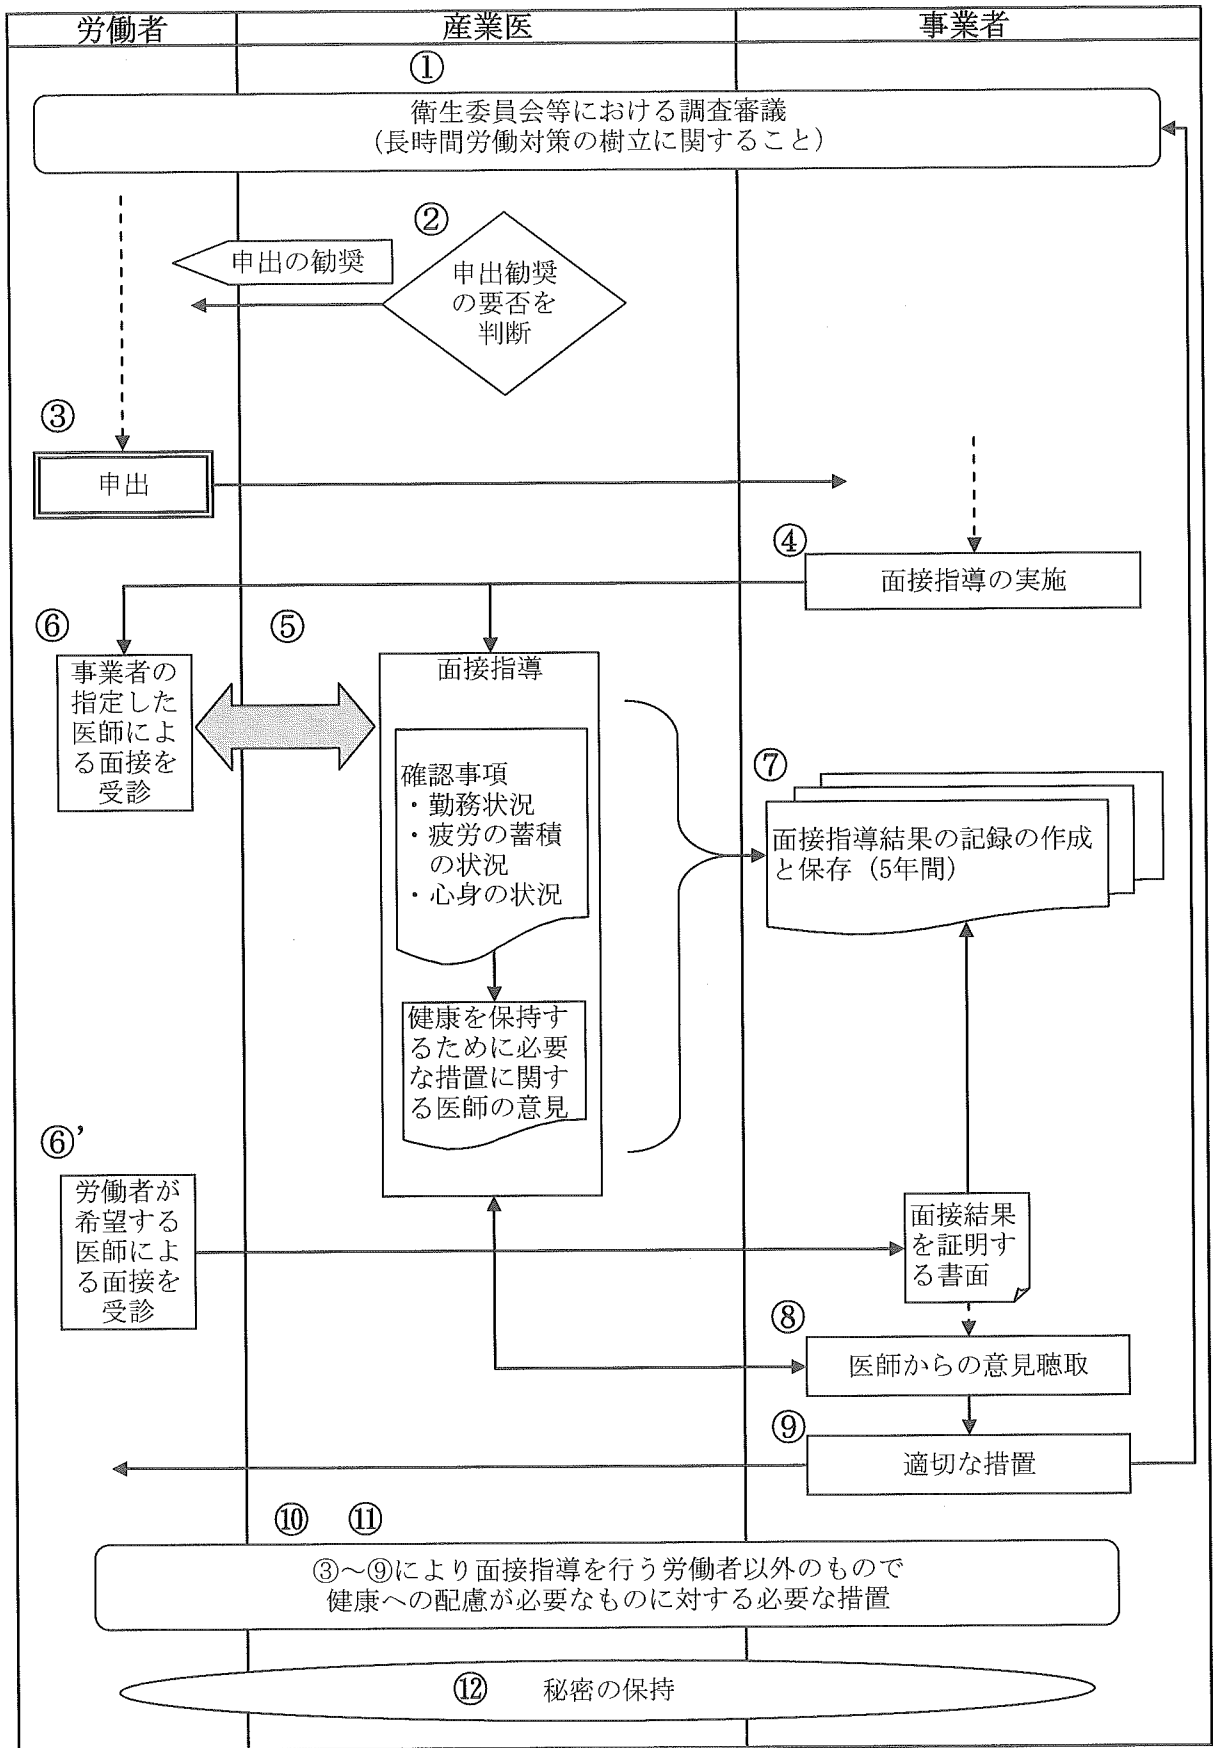 労働者
産業医
事業者
①
衛生委員会等における調査審議
（長時間労働対策の樹立に関すること）
②
申出の勧奨
申出勧奨
の要否を
判断
③
申出
④
面接指導の実施
⑥
事業者の
指定した
医師によ
る面接を
受診
⑤
面接指導
確認事項
・勤務状況
・疲労の蓄積
の状況
・心身の状況
健康を保持す
るために必要
な措置に関す
る医師の意見
⑦
面接指導結果の記録の作成
と保存（5年間）
⑥’
労働者が
希望する
医師によ
る面接を
受診
面接結果
を証明す
る書面
⑧
医師からの意見聴取
⑨
適切な措置
⑩ ⑪
③～⑨により面接指導を行う労働者以外のもので
健康への配慮が必要なものに対する必要な措置
⑫ 秘密の保持